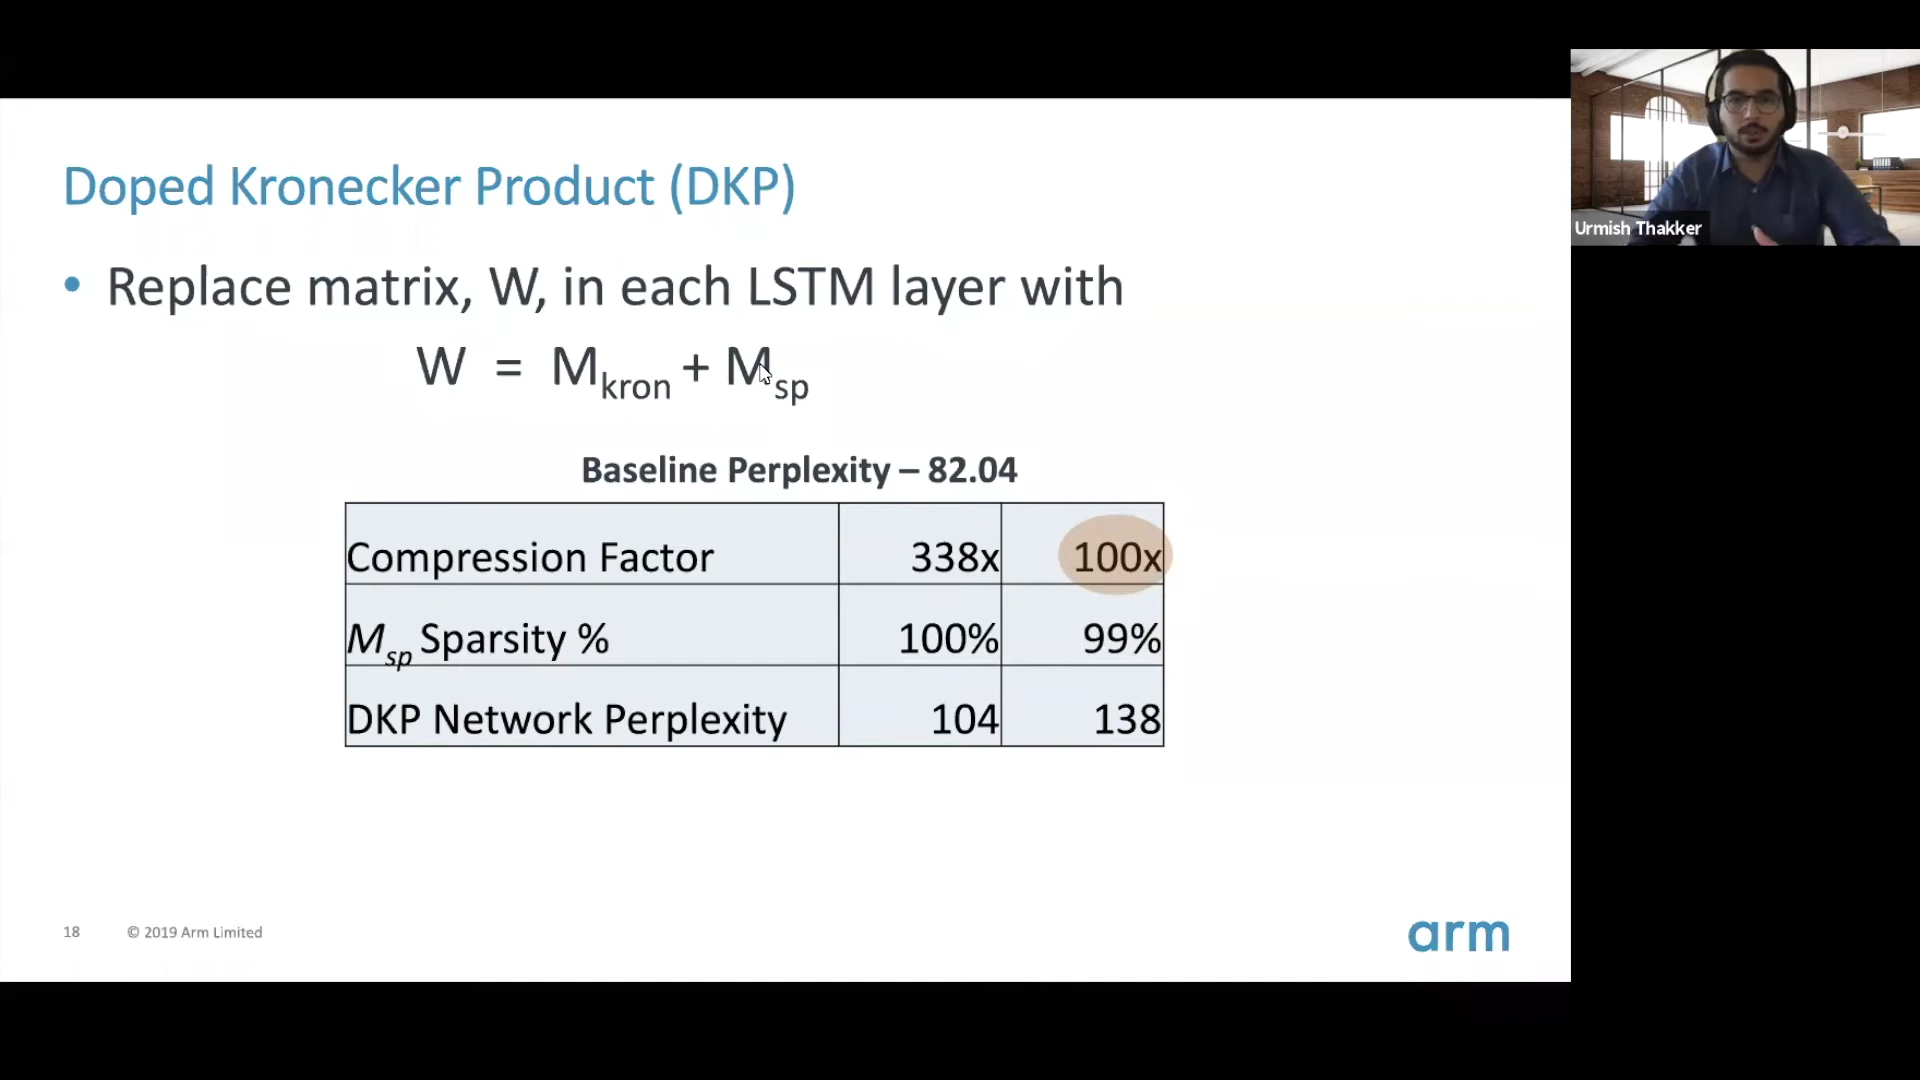 Doped Kronecker Product (DKP)
• Replace matrix, W, in each LSTM layer with
W = Mkron + Msp
Baseline Perplexity – 82.04
Compression Factor 338x 100x
Msp Sparsity % 100% 99%
DKP Network Perplexity 104 138
18 © 2019 Arm Limited
arm
Urmish Thakker